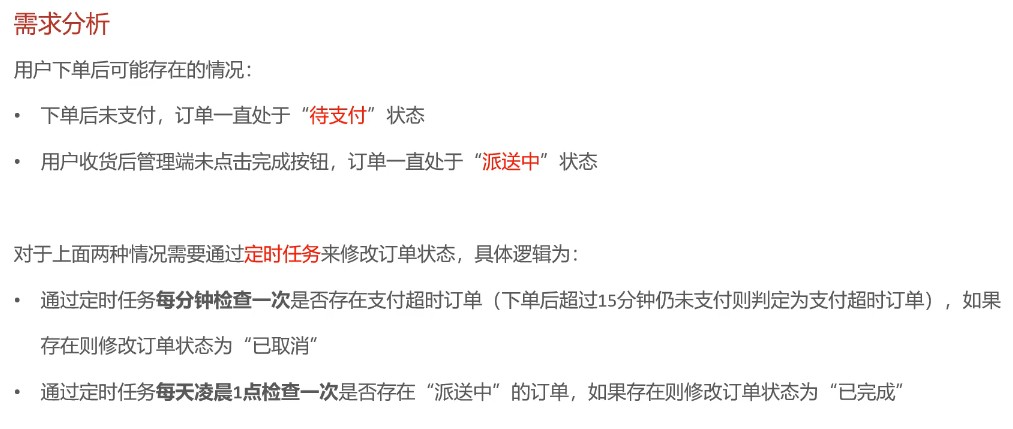 需求分析
用户下单后可能存在的情况：
• 下单后未支付，订单一直处于“待支付”状态
• 用户收货后管理端未点击完成按钮，订单一直处于“派送中”状态
对于上面两种情况需要通过定时任务来修改订单状态，具体逻辑为：
• 通过定时任务每分钟检查一次是否存在支付超时订单（下单后超过15分钟仍未支付则判定为支付超时订单），如果
存在则修改订单状态为“已取消”
• 通过定时任务每天凌晨1点检查一次是否存在“派送中”的订单，如果存在则修改订单状态为“已完成”